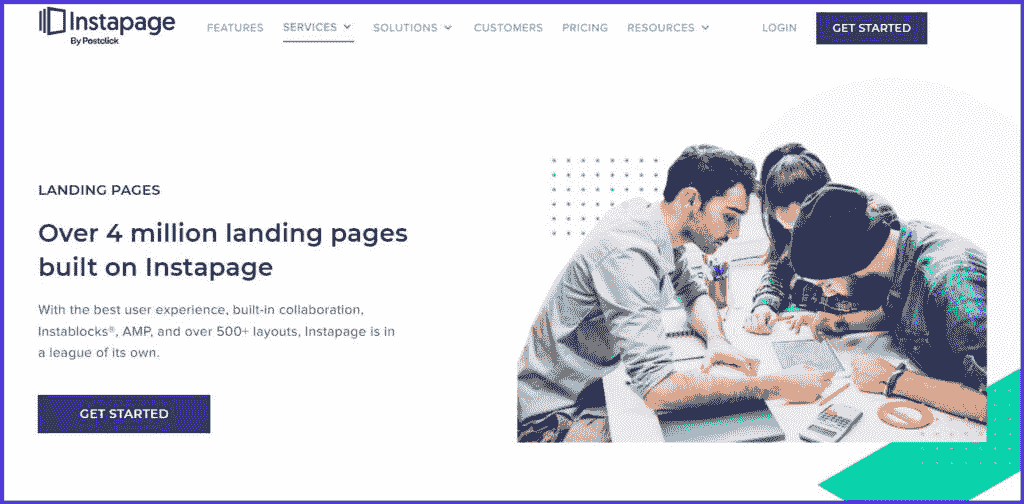 Instapage
By Postclick
FEATURES
SERVICES
SOLUTIONS
CUSTOMERS
PRICING
RESOURCES
LOGIN
GET STARTED
LANDING PAGES
Over 4 million landing pages
built on Instapage
With the best user experience, built-in collaboration,
Instablocks®, AMP, and over 500+ layouts, Instapage is in
a league of its own.
GET STARTED